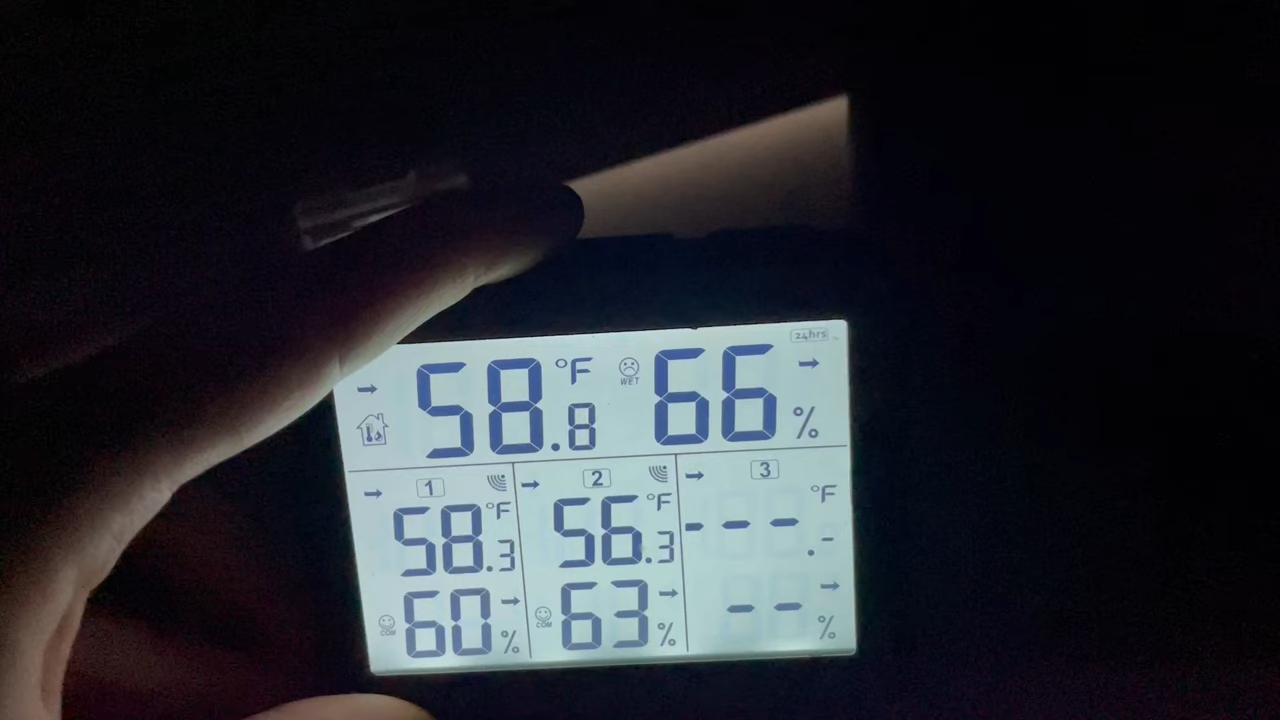 24hrs
58.8 °F WET 66 %
1 2 3
58.3 °F 56.3 °F ---.- °F
COM 60 % COM 63 % -- %